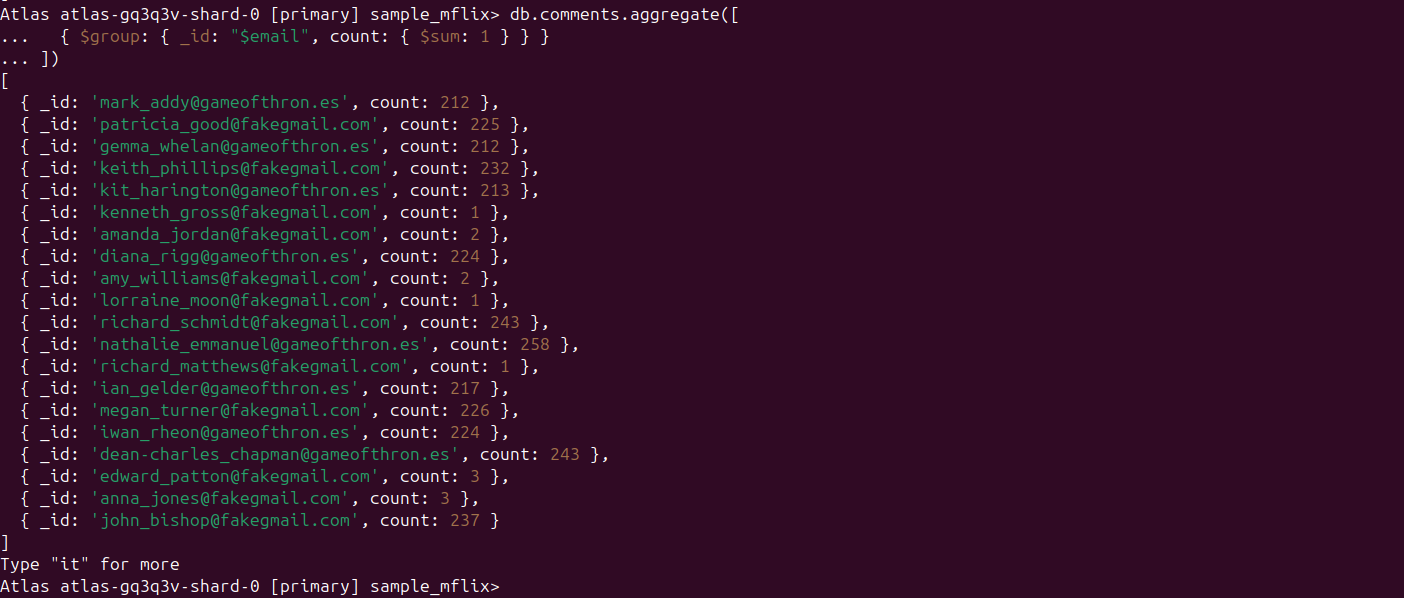 Atlas atlas-gq3q3v-shard-0 [primary] sample_mflix> db.comments.aggregate([
...   { $group: { _id: "$email", count: { $sum: 1 } } }
... ])
[
  { _id: 'mark_addy@gameofthron.es', count: 212 },
  { _id: 'patricia_good@fakegmail.com', count: 225 },
  { _id: 'gemma_whelan@gameofthron.es', count: 212 },
  { _id: 'keith_phillips@fakegmail.com', count: 232 },
  { _id: 'kit_harington@gameofthron.es', count: 213 },
  { _id: 'kenneth_gross@fakegmail.com', count: 1 },
  { _id: 'amanda_jordan@fakegmail.com', count: 2 },
  { _id: 'diana_rigg@gameofthron.es', count: 224 },
  { _id: 'amy_williams@fakegmail.com', count: 2 },
  { _id: 'lorraine_moon@fakegmail.com', count: 1 },
  { _id: 'richard_schmidt@fakegmail.com', count: 243 },
  { _id: 'nathalie_emmanuel@gameofthron.es', count: 258 },
  { _id: 'richard_matthews@fakegmail.com', count: 1 },
  { _id: 'ian_gelder@gameofthron.es', count: 217 },
  { _id: 'megan_turner@fakegmail.com', count: 226 },
  { _id: 'iwan_rheon@gameofthron.es', count: 224 },
  { _id: 'dean-charles_chapman@gameofthron.es', count: 243 },
  { _id: 'edward_patton@fakegmail.com', count: 3 },
  { _id: 'anna_jones@fakegmail.com', count: 3 },
  { _id: 'john_bishop@fakegmail.com', count: 237 }
]
Type "it" for more
Atlas atlas-gq3q3v-shard-0 [primary] sample_mflix>